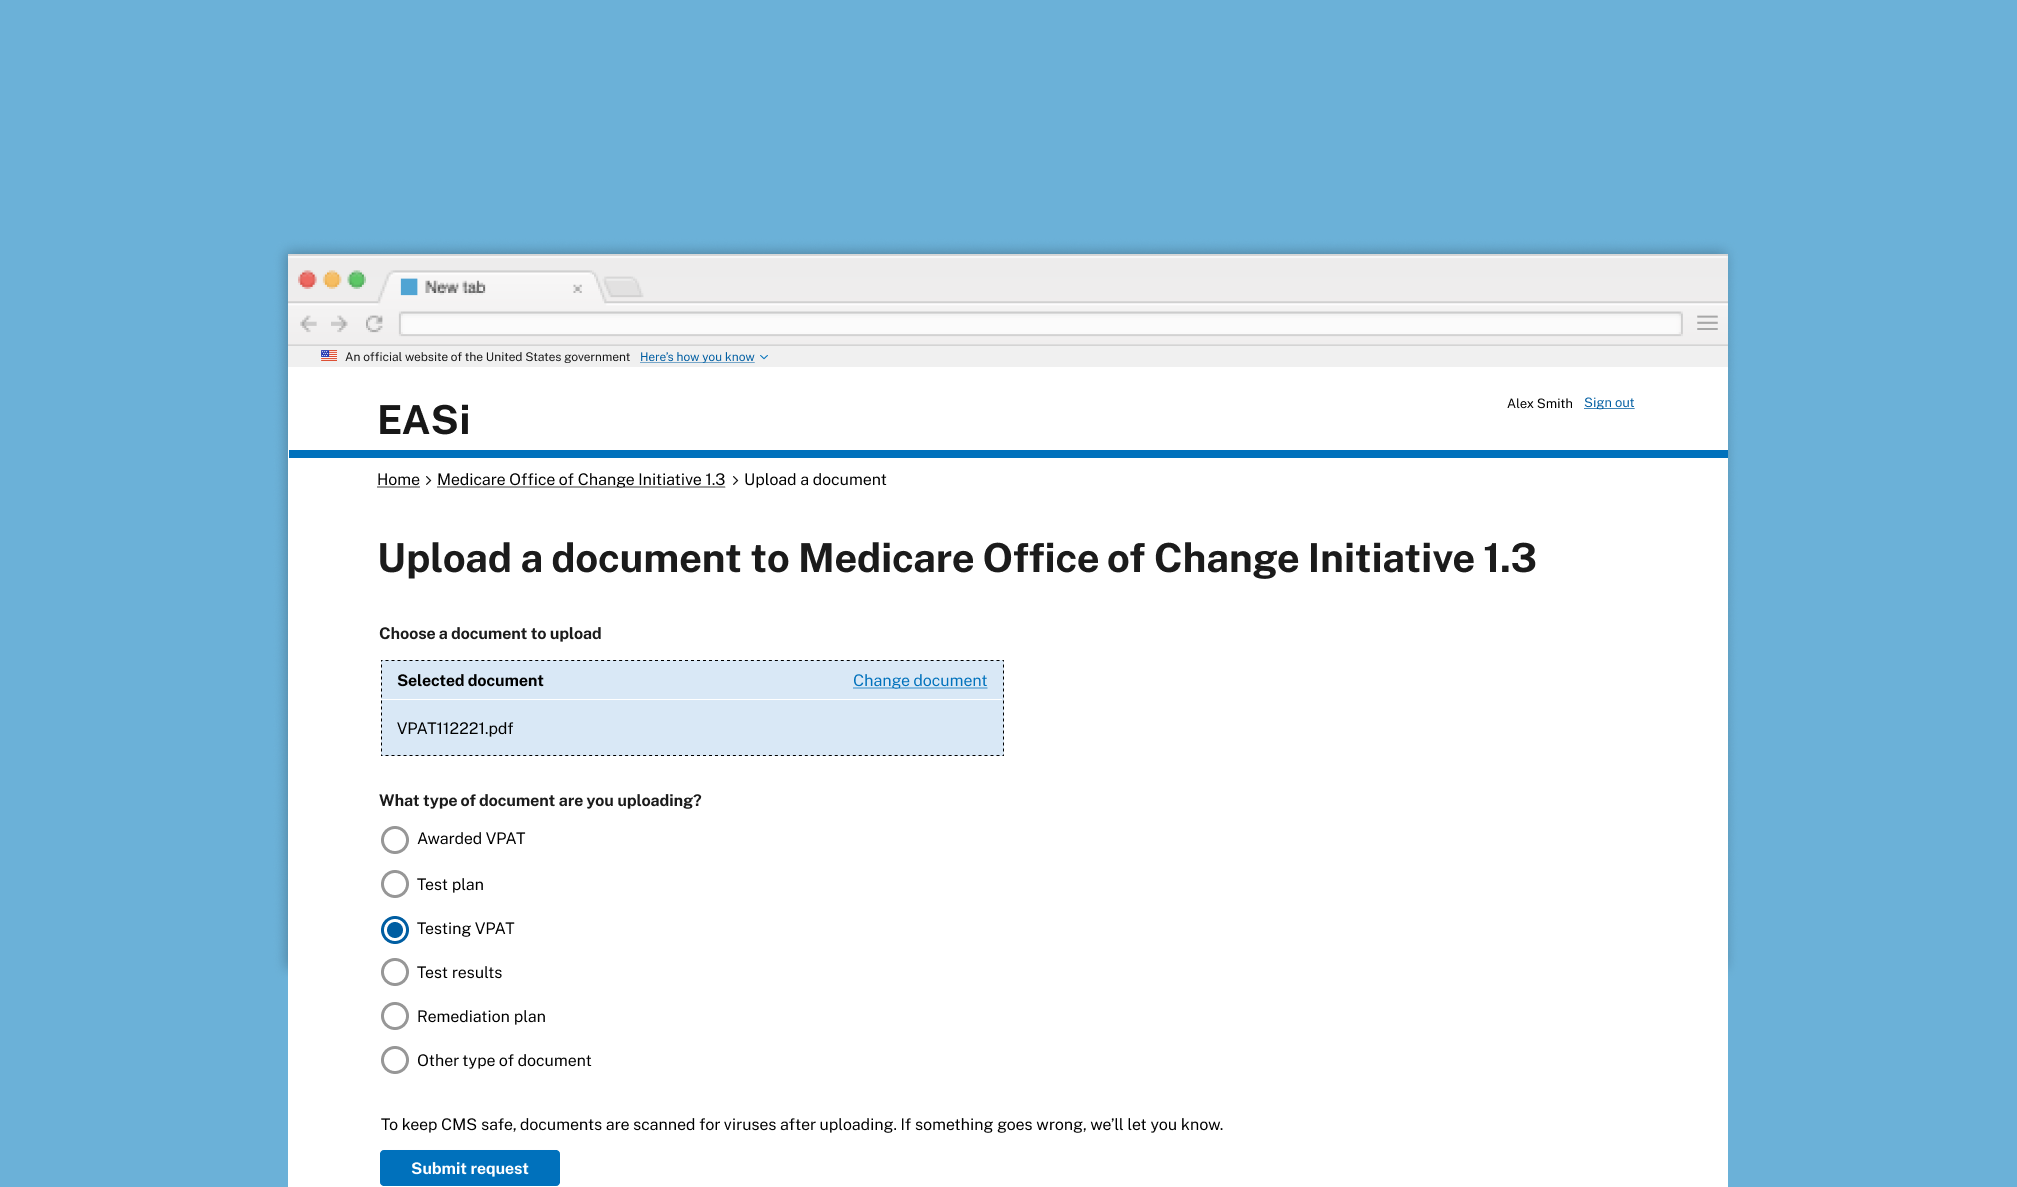 New tab
An official website of the United States government Here's how you know
EASi
Alex Smith Sign out
Home > Medicare Office of Change Initiative 1.3 > Upload a document
Upload a document to Medicare Office of Change Initiative 1.3
Choose a document to upload
Selected document Change document
VPAT112221.pdf
What type of document are you uploading?
Awarded VPAT
Test plan
Testing VPAT
Test results
Remediation plan
Other type of document
To keep CMS safe, documents are scanned for viruses after uploading. If something goes wrong, we'll let you know.
Submit request